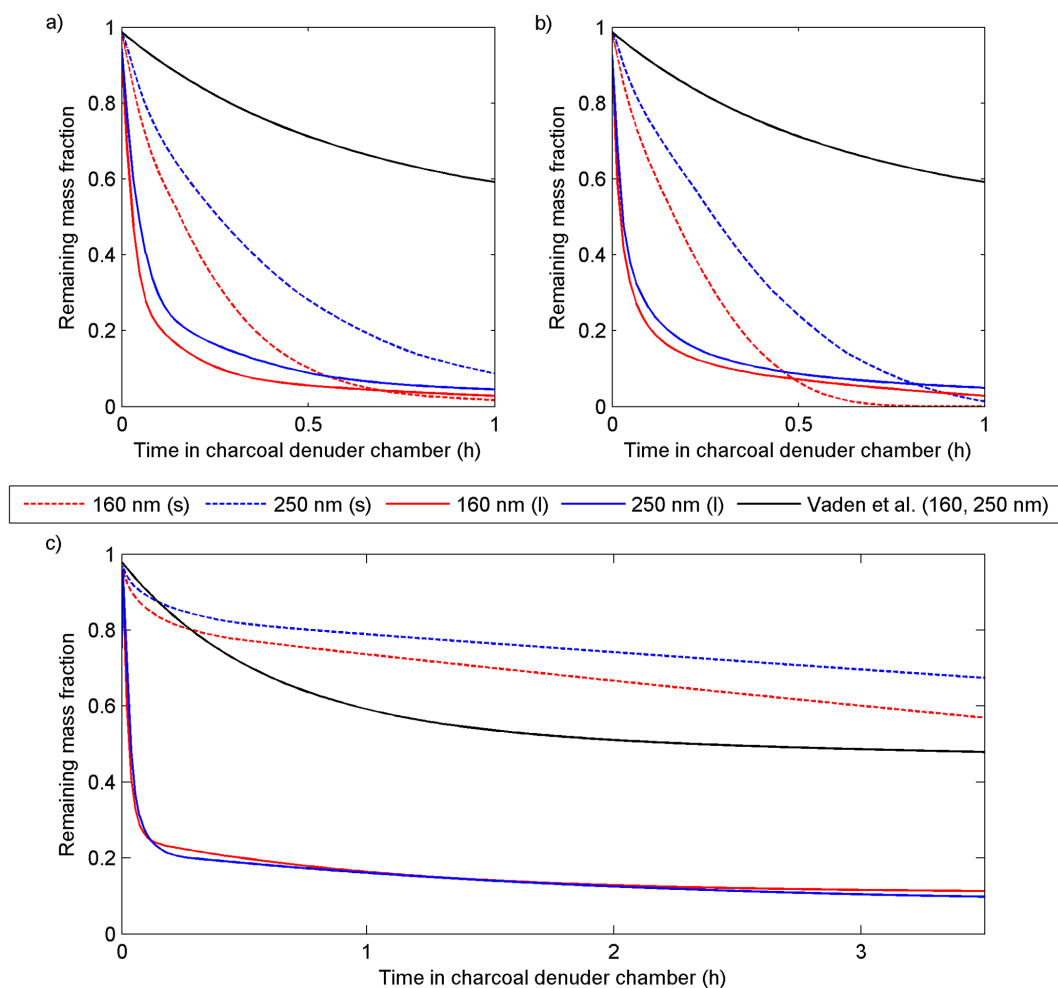 a)
1
0.8
0.6
0.4
0.2
0
Remaining mass fraction
0
0.5
1
Time in charcoal denuder chamber (h)
b)
1
0.8
0.6
0.4
0.2
0
Remaining mass fraction
0
0.5
1
Time in charcoal denuder chamber (h)
160 nm (s) 250 nm (s) 160 nm (l) 250 nm (l) Vaden et al. (160, 250 nm)
c)
1
0.8
0.6
0.4
0.2
0
Remaining mass fraction
0
1
2
3
Time in charcoal denuder chamber (h)